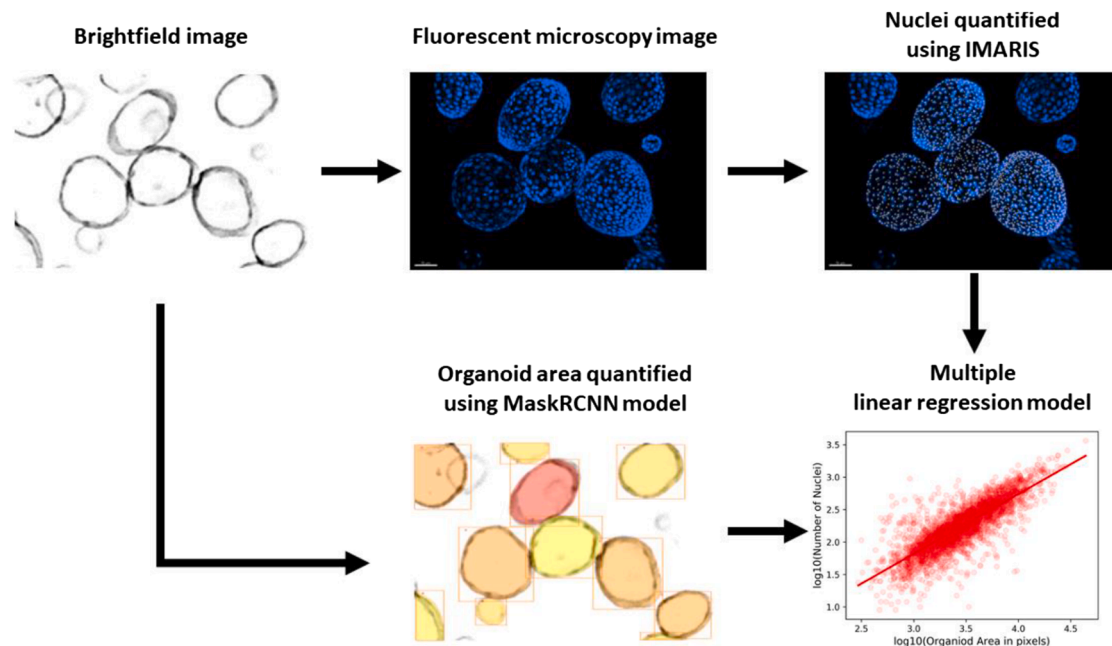 Brightfield image
Fluorescent microscopy image
Nuclei quantified
using IMARIS
Organoid area quantified
using MaskRCNN model
Multiple
linear regression model
log10(Number of Nuclei)
3.5
3.0
2.5
2.0
1.5
1.0
2.5
3.0
3.5
4.0
4.5
log10(Organiod Area in pixels)